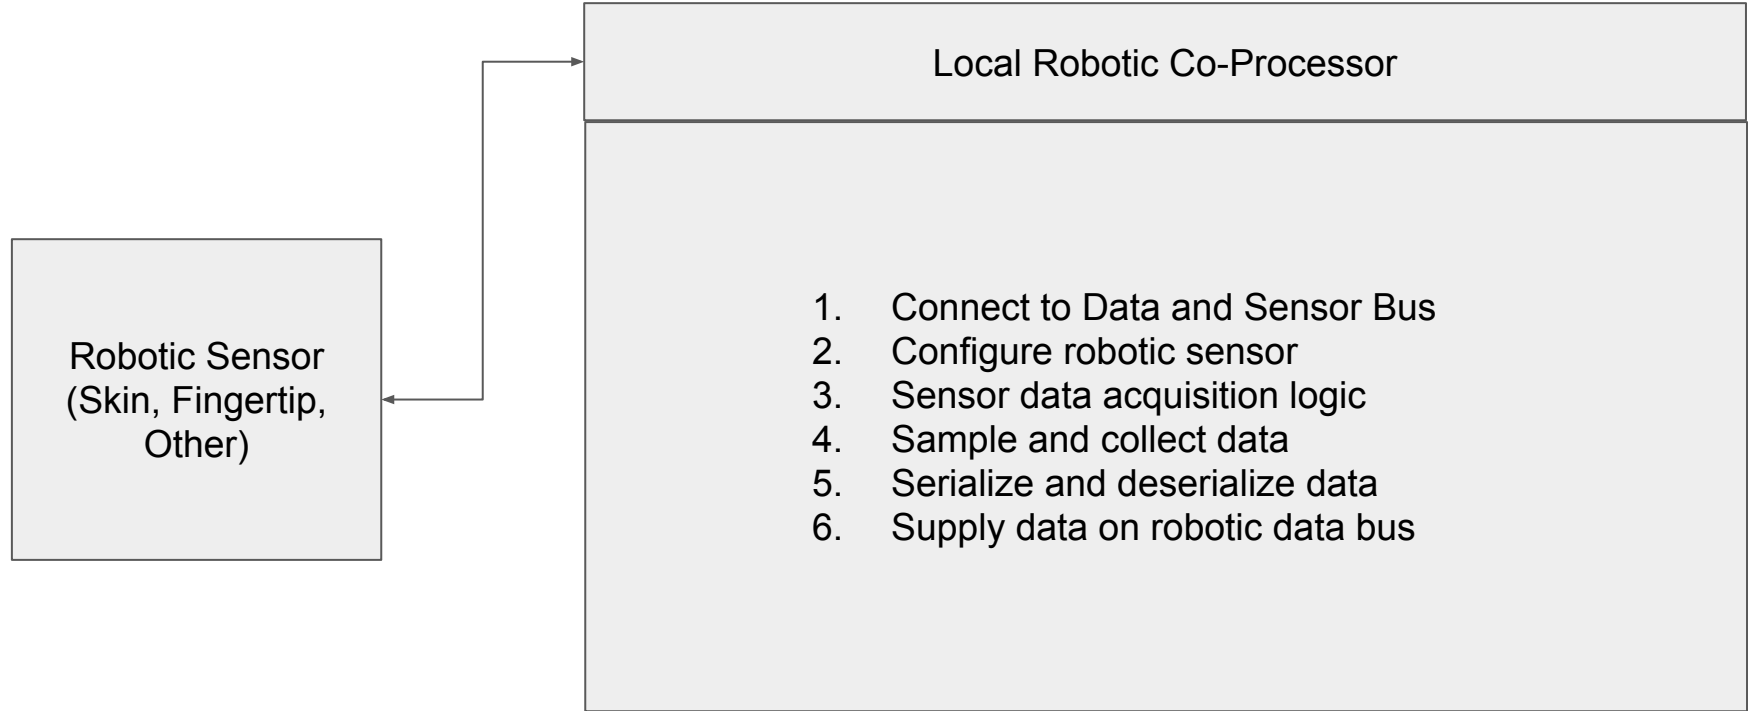 Local Robotic Co-Processor
Robotic Sensor
(Skin, Fingertip,
Other)
1. Connect to Data and Sensor Bus
2. Configure robotic sensor
3. Sensor data acquisition logic
4. Sample and collect data
5. Serialize and deserialize data
6. Supply data on robotic data bus